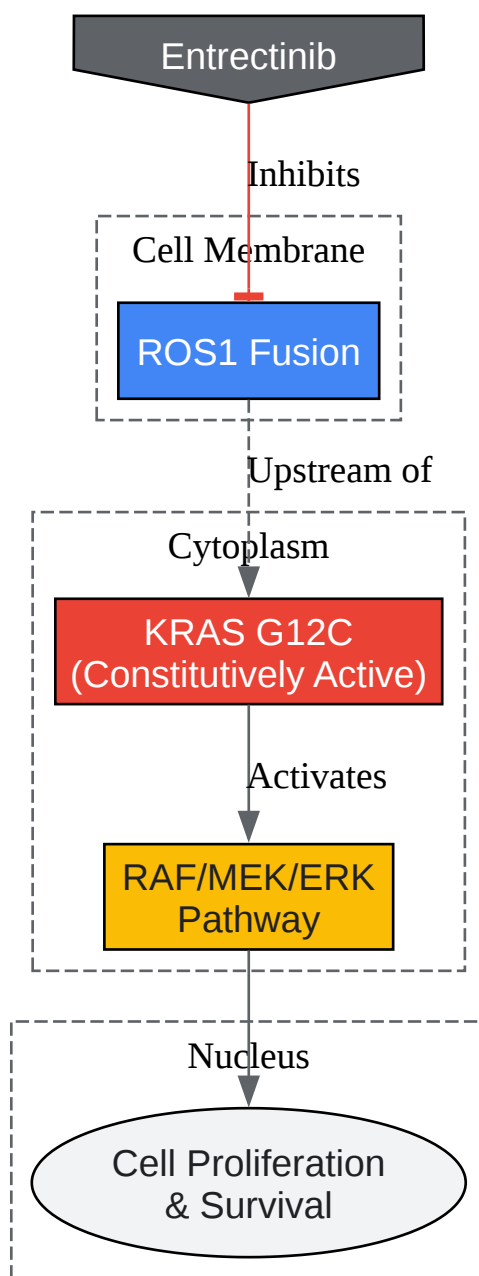 Entrectinib
Inhibits
Cell Membrane
ROS1 Fusion
Upstream of
Cytoplasm
KRAS G12C
(Constitutively Active)
Activates
RAF/MEK/ERK
Pathway
Nucleus
Cell Proliferation
& Survival